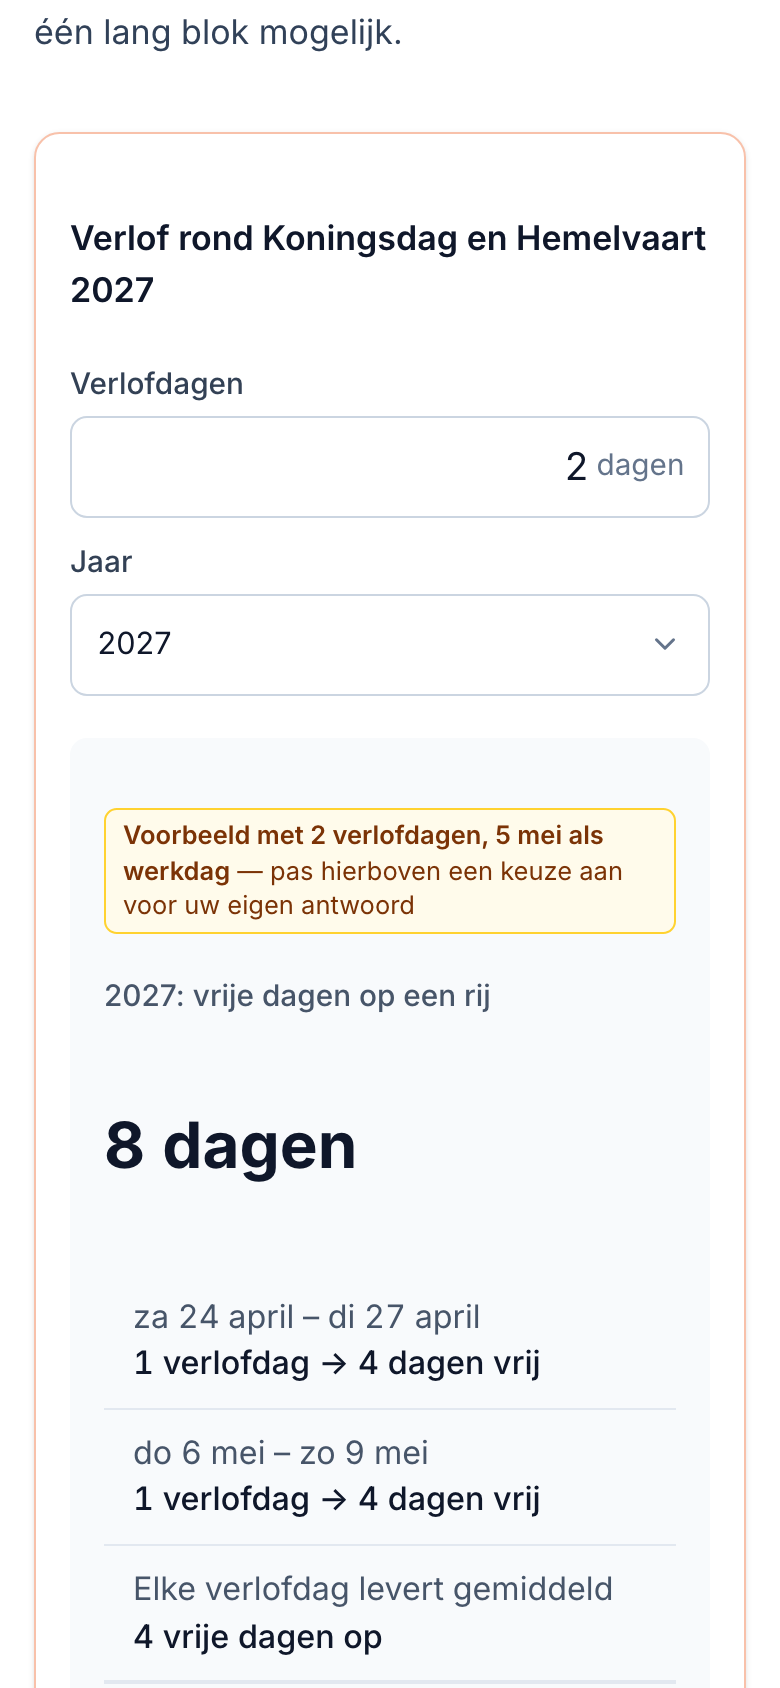 één lang blok mogelijk.
Verlof rond Koningsdag en Hemelvaart
2027
Verlofdagen
2 dagen
Jaar
2027
Voorbeeld met 2 verlofdagen, 5 mei als
werkdag — pas hierboven een keuze aan
voor uw eigen antwoord
2027: vrije dagen op een rij
8 dagen
za 24 april – di 27 april
1 verlofdag → 4 dagen vrij
do 6 mei – zo 9 mei
1 verlofdag → 4 dagen vrij
Elke verlofdag levert gemiddeld
4 vrije dagen op